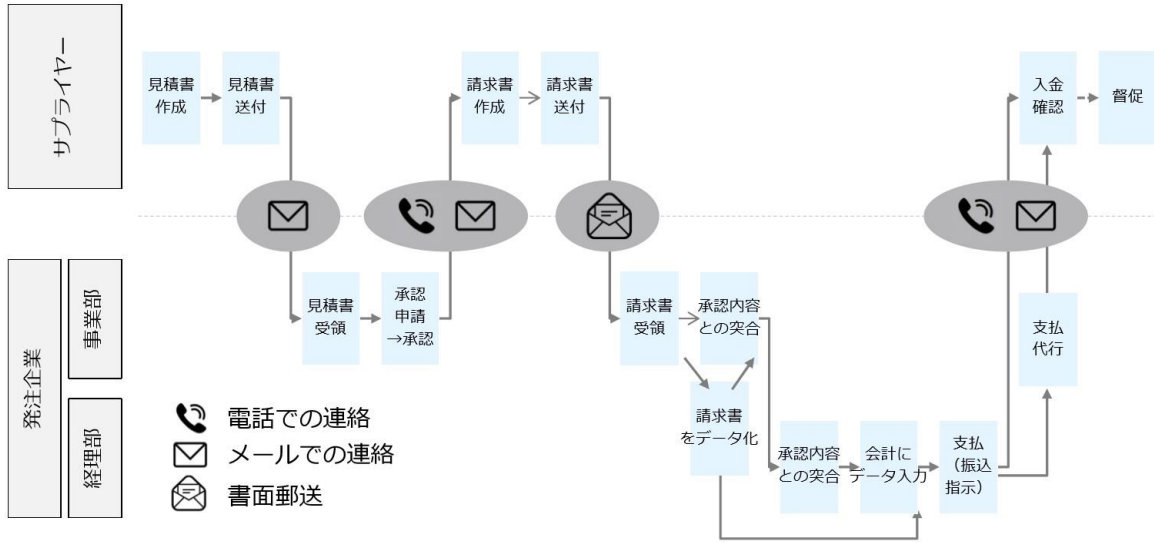 サプライヤー
見積書
作成
見積書
送付
請求書
作成
請求書
送付
入金
確認
督促
発注企業
事業部
経理部
見積書
受領
承認
申請
→承認
請求書
受領
承認内容
との突合
支払
代行
請求書
をデータ化
承認内容
との突合
会計に
データ入力
支払
(振込
指示)
電話での連絡
メールでの連絡
書面郵送